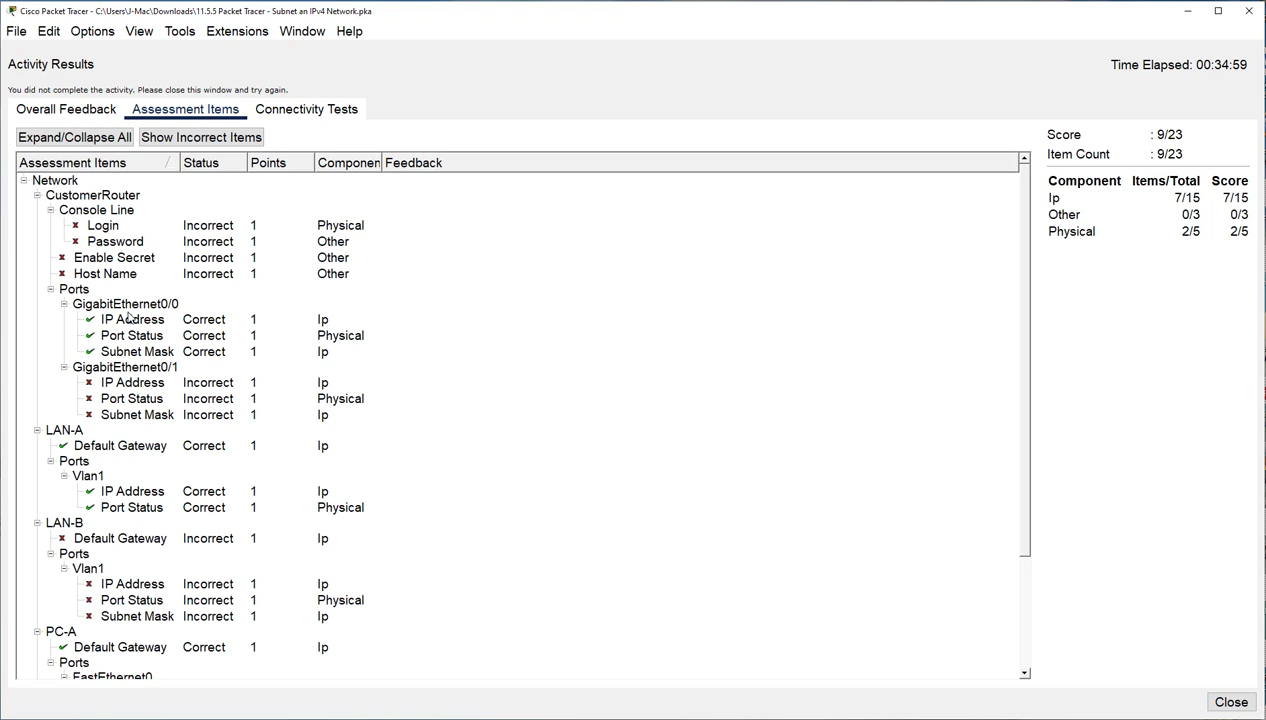 Cisco Packet Tracer - C:\Users\J-Mac\Downloads\11.5.5 Packet Tracer - Subnet an IPv4 Network.pka
File Edit Options View Tools Extensions Window Help
Activity Results
Time Elapsed: 00:34:59
You did not complete the activity. Please close this window and try again.
Overall Feedback Assessment Items Connectivity Tests
Expand/Collapse All Show Incorrect Items
Assessment Items Status Points Componen Feedback
Network
CustomerRouter
Console Line
Login Incorrect 1 Physical
Password Incorrect 1 Other
Enable Secret Incorrect 1 Other
Host Name Incorrect 1 Other
Ports
GigabitEthernet0/0
IP Address Correct 1 Ip
Port Status Correct 1 Physical
Subnet Mask Correct 1 Ip
GigabitEthernet0/1
IP Address Incorrect 1 Ip
Port Status Incorrect 1 Physical
Subnet Mask Incorrect 1 Ip
LAN-A
Default Gateway Correct 1 Ip
Ports
Vlan1
IP Address Correct 1 Ip
Port Status Correct 1 Physical
LAN-B
Default Gateway Incorrect 1 Ip
Ports
Vlan1
IP Address Incorrect 1 Ip
Port Status Incorrect 1 Physical
Subnet Mask Incorrect 1 Ip
PC-A
Default Gateway Correct 1 Ip
Ports
FastEthernet0
Score : 9/23
Item Count : 9/23
Component Items/Total Score
Ip 7/15 7/15
Other 0/3 0/3
Physical 2/5 2/5
Close